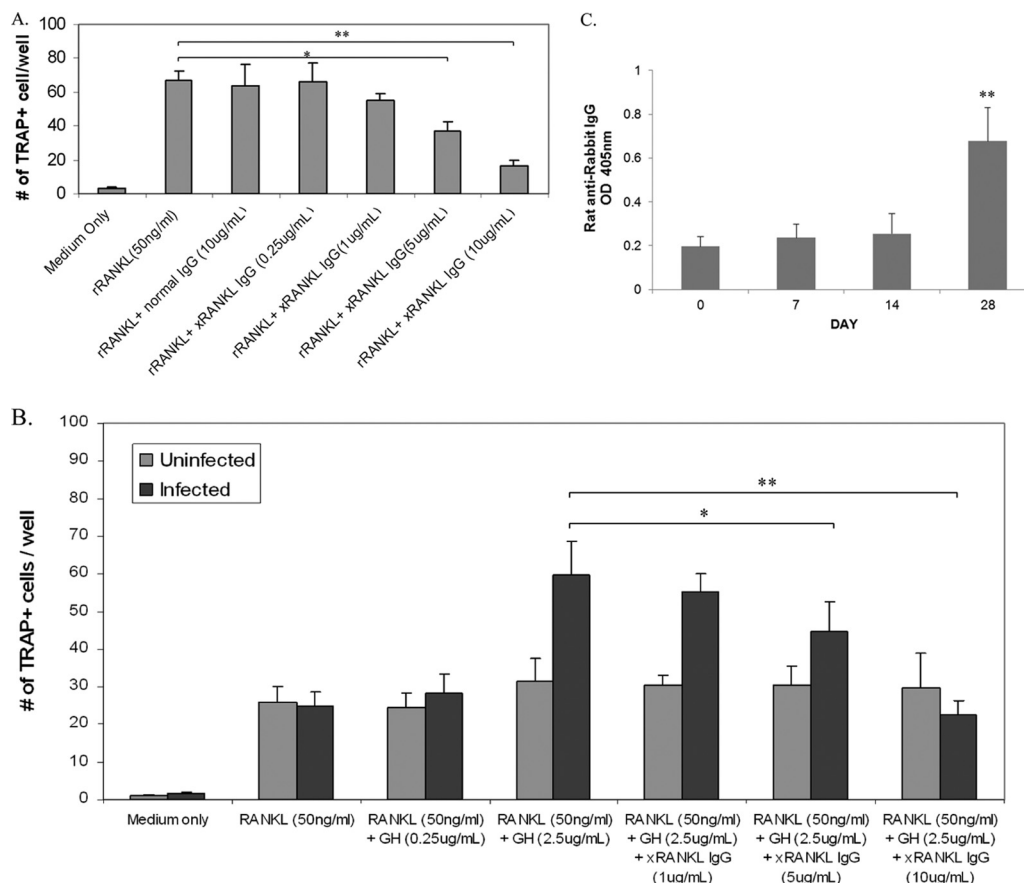 A.
**
*
# of TRAP+ cell/well
80
60
40
20
0
Medium Only
rRANKL(50ng/ml)
rRANKL+ normal IgG (10ug/mL)
rRANKL+ xRANKL IgG (0.25ug/mL)
rRANKL+ xRANKL IgG(1ug/mL)
rRANKL+ xRANKL IgG(5ug/mL)
rRANKL+ xRANKL IgG (10ug/mL)
C.
Rat anti-Rabbit IgG
OD 405nm
1
0.8
0.6
0.4
0.2
0
**
0 7 14 28
DAY
B.
# of TRAP+ cells / well
100
90
80
70
60
50
40
30
20
10
0
Uninfected
Infected
**
*
Medium only
RANKL (50ng/ml)
RANKL (50ng/ml)
+ GH (0.25ug/mL)
RANKL (50ng/ml)
+ GH (2.5ug/mL)
RANKL (50ng/ml)
+ GH (2.5ug/mL)
+ xRANKL IgG
(1ug/mL)
RANKL (50ng/ml)
+ GH (2.5ug/mL)
+ xRANKL IgG
(5ug/mL)
RANKL (50ng/ml)
+ GH (2.5ug/mL)
+ xRANKL IgG
(10ug/mL)